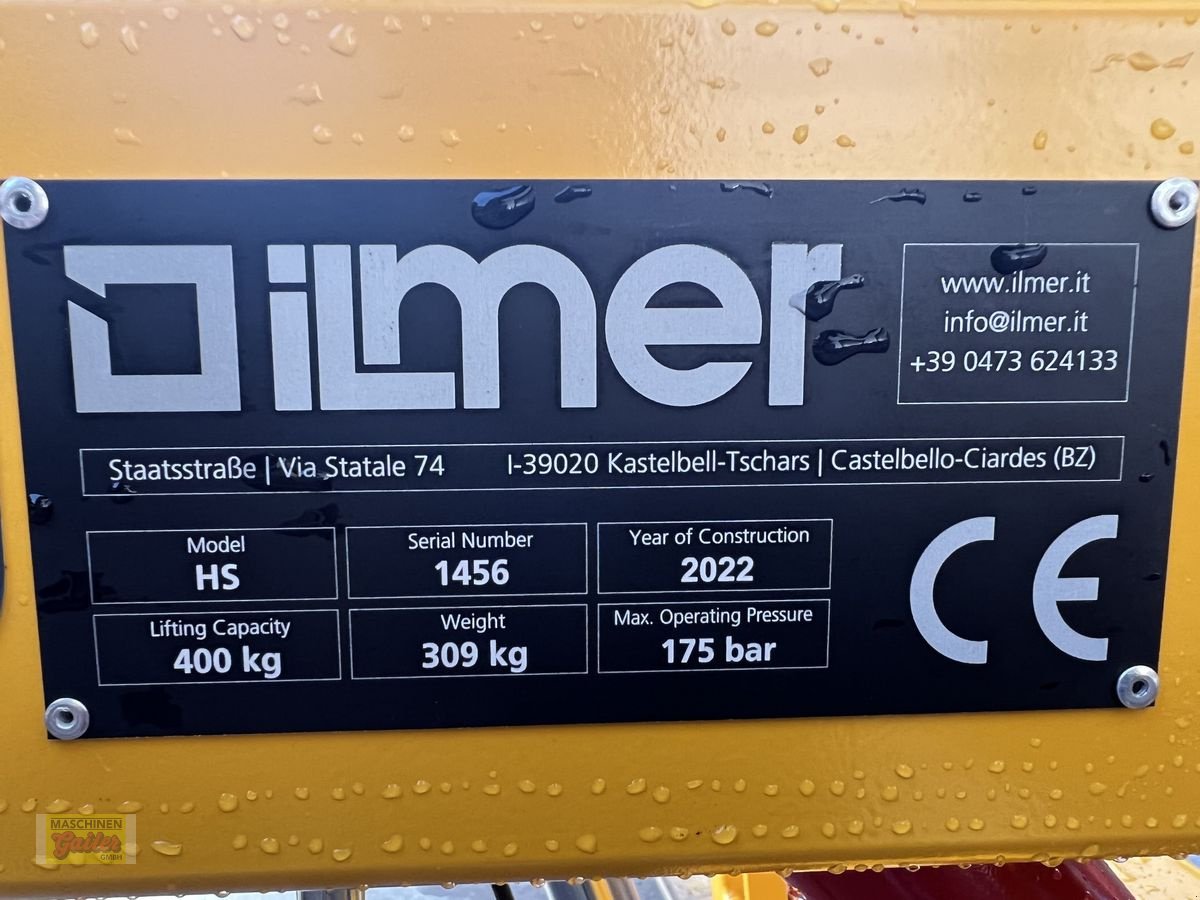 ilmer
www.ilmer.it
info@ilmer.it
+39 0473 624133
Staatsstraße | Via Statale 74 I-39020 Kastelbell-Tschars | Castelbello-Ciardes (BZ)
Model
HS
Serial Number
1456
Year of Construction
2022
Lifting Capacity
400 kg
Weight
309 kg
Max. Operating Pressure
175 bar
CE
MASCHINEN
Gailer
GMBH